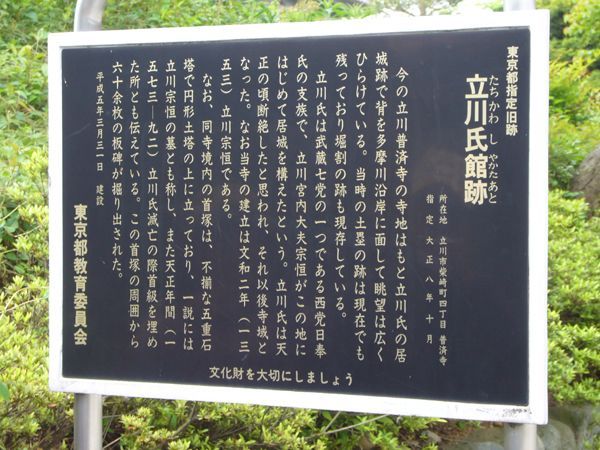 東京都指定旧跡
立川氏館跡
たちかわ し やかたあと
所在地 立川市柴崎町四丁目 普済寺
指定 大正八年十月
今の立川普済寺の寺地はもと立川氏の居
城跡で背を多摩川沿岸に面して眺望は広く
ひらけている。当時の土塁の跡は現在でも
残っており堀割の跡も現存している。
立川氏は武蔵七党の一つである西党日奉
氏の支族で、立川宮内大夫宗恒がこの地に
はじめて居城を構えたという。立川氏は天
正の頃断絶したと思われ、それ以後寺域と
なった。なお当寺の建立は文和二年（一三
五三）立川宗恒である。
なお、同寺境内の首塚は、不揃な五重石
塔で円形土塔の上に立っており、一説には
立川宗恒の墓とも称し、また天正年間（一
五七三―九二）立川氏滅亡の際首級を埋め
た所とも伝えている。この首塚の周囲から
六十余枚の板碑が掘り出された。
平成五年三月三一日 建設
東京都教育委員会
文化財を大切にしましょう